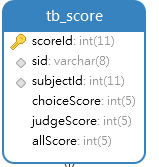 tb_score
scoreId: int(11)
sid: varchar(8)
subjectId: int(11)
choiceScore: int(5)
judgeScore: int(5)
allScore: int(5)